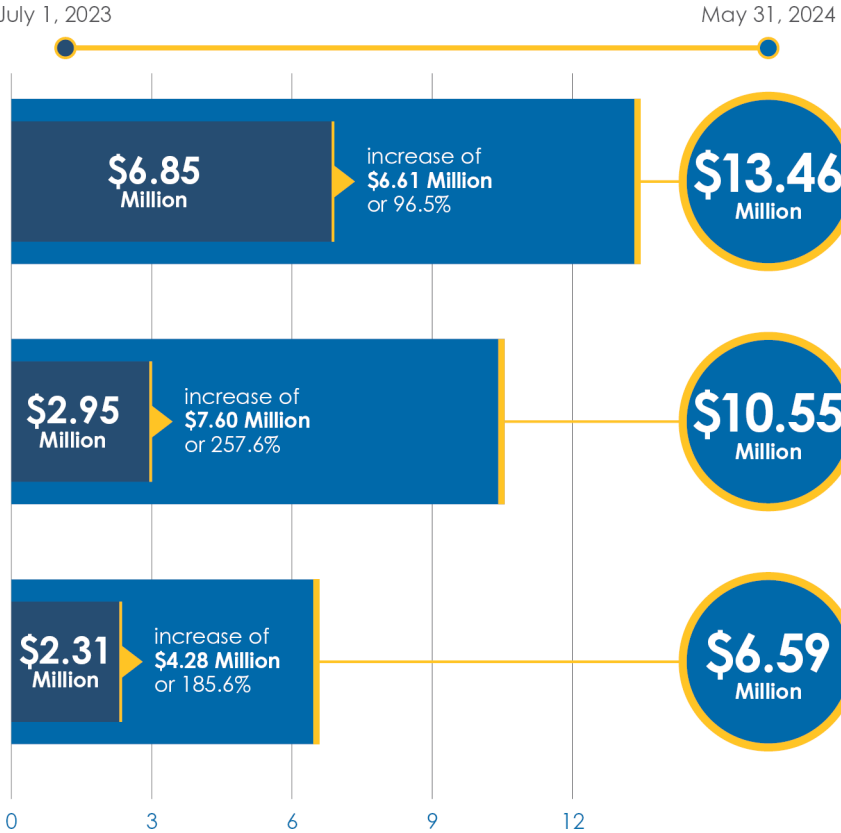 July 1, 2023
May 31, 2024
$6.85
Million
increase of
$6.61 Million
or 96.5%
$13.46
Million
$2.95
Million
increase of
$7.60 Million
or 257.6%
$10.55
Million
$2.31
Million
increase of
$4.28 Million
or 185.6%
$6.59
Million
0 3 6 9 12